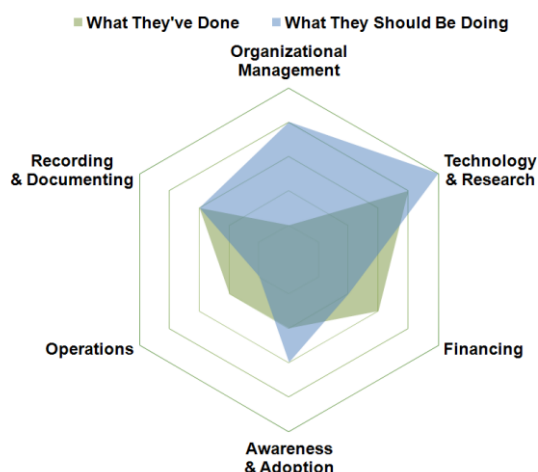 What They've Done What They Should Be Doing
Organizational
Management
Recording
& Documenting
Technology
& Research
Operations
Financing
Awareness
& Adoption